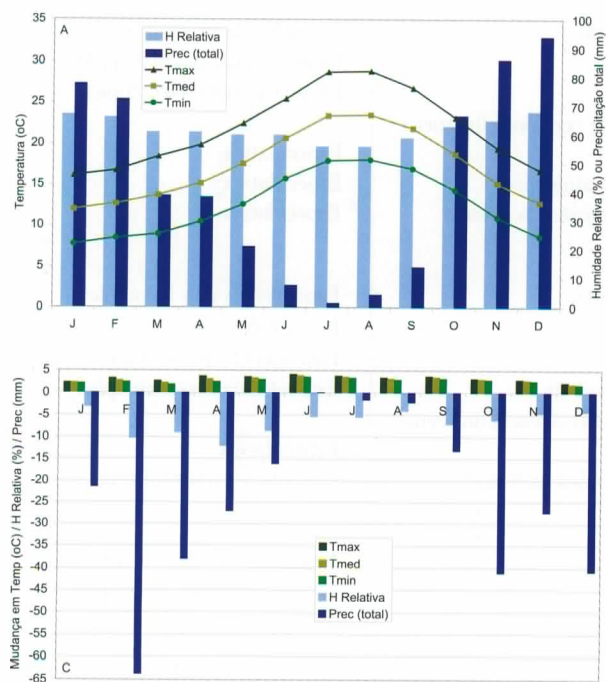 A
H Relativa
Prec (total)
Tmax
Tmed
Tmin
Temperatura (oC)
35
30
25
20
15
10
5
0
Humidade Relativa (%) ou Precipitação total (mm)
100
90
80
70
60
50
40
30
20
10
0
J F M A M J J A S O N D
Mudança em Temp (oC) / H Relativa (%) / Prec (mm)
5
0
-5
-10
-15
-20
-25
-30
-35
-40
-45
-50
-55
-60
-65
J F M A M J J A S O N D
Tmax
Tmed
Tmin
H Relativa
Prec (total)
C